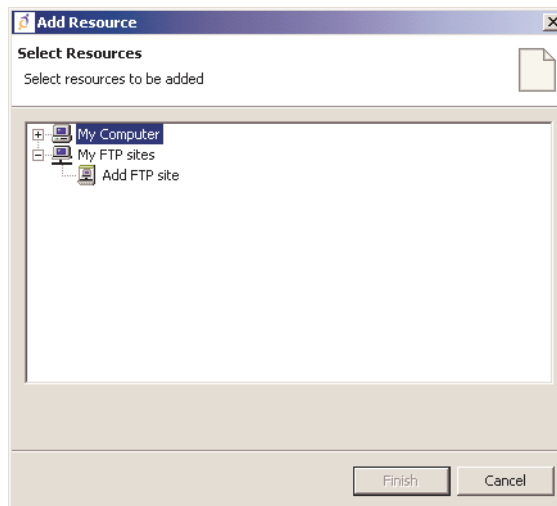 Add Resource
Select Resources
Select resources to be added
My Computer
My FTP sites
Add FTP site
Finish
Cancel